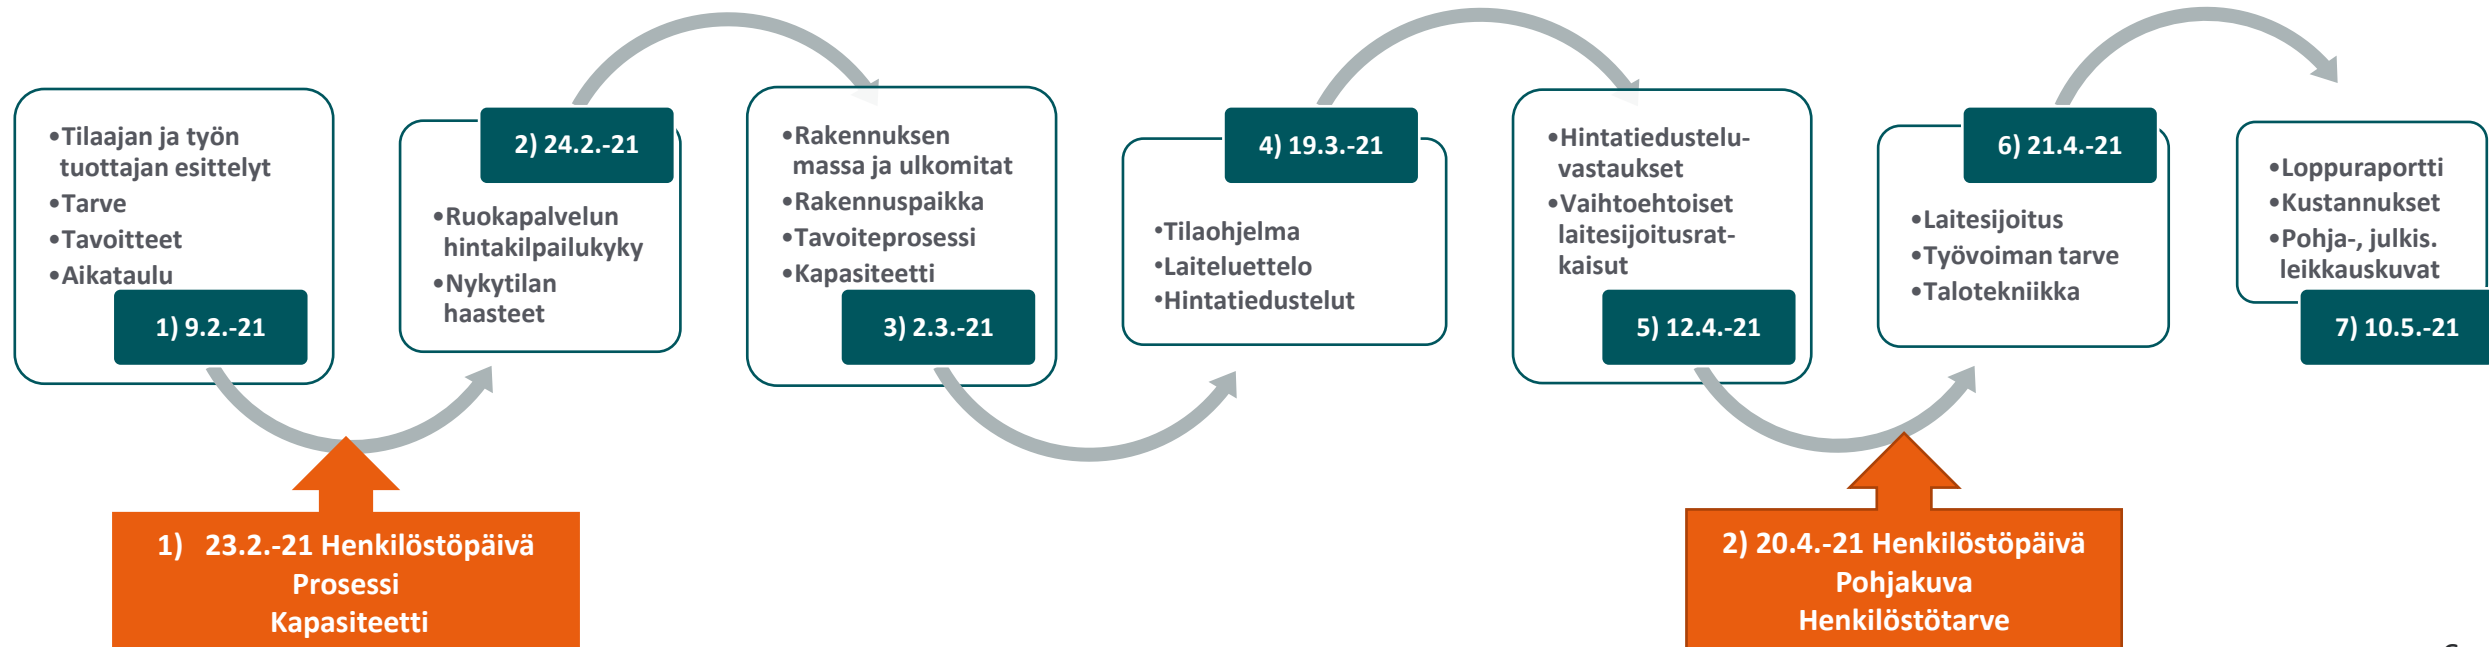 •Tilaajan ja työn
tuottajan esittelyt
•Tarve
•Tavoitteet
•Aikataulu
1) 9.2.-21
2) 24.2.-21
•Ruokapalvelun
hintakilpailukyky
•Nykytilan
haasteet
•Rakennuksen
massa ja ulkomitat
•Rakennuspaikka
•Tavoiteprosessi
•Kapasiteetti
3) 2.3.-21
4) 19.3.-21
•Tilaohjelma
•Laiteluettelo
•Hintatiedustelut
•Hintatiedustelu-
vastaukset
•Vaihtoehtoiset
laitesijoitusrat-
kaisut
5) 12.4.-21
6) 21.4.-21
•Laitesijoitus
•Työvoiman tarve
•Talotekniikka
•Loppuraportti
•Kustannukset
•Pohja-, julkis.
leikkauskuvat
7) 10.5.-21
1) 23.2.-21 Henkilöstöpäivä
Prosessi
Kapasiteetti
2) 20.4.-21 Henkilöstöpäivä
Pohjakuva
Henkilöstötarve